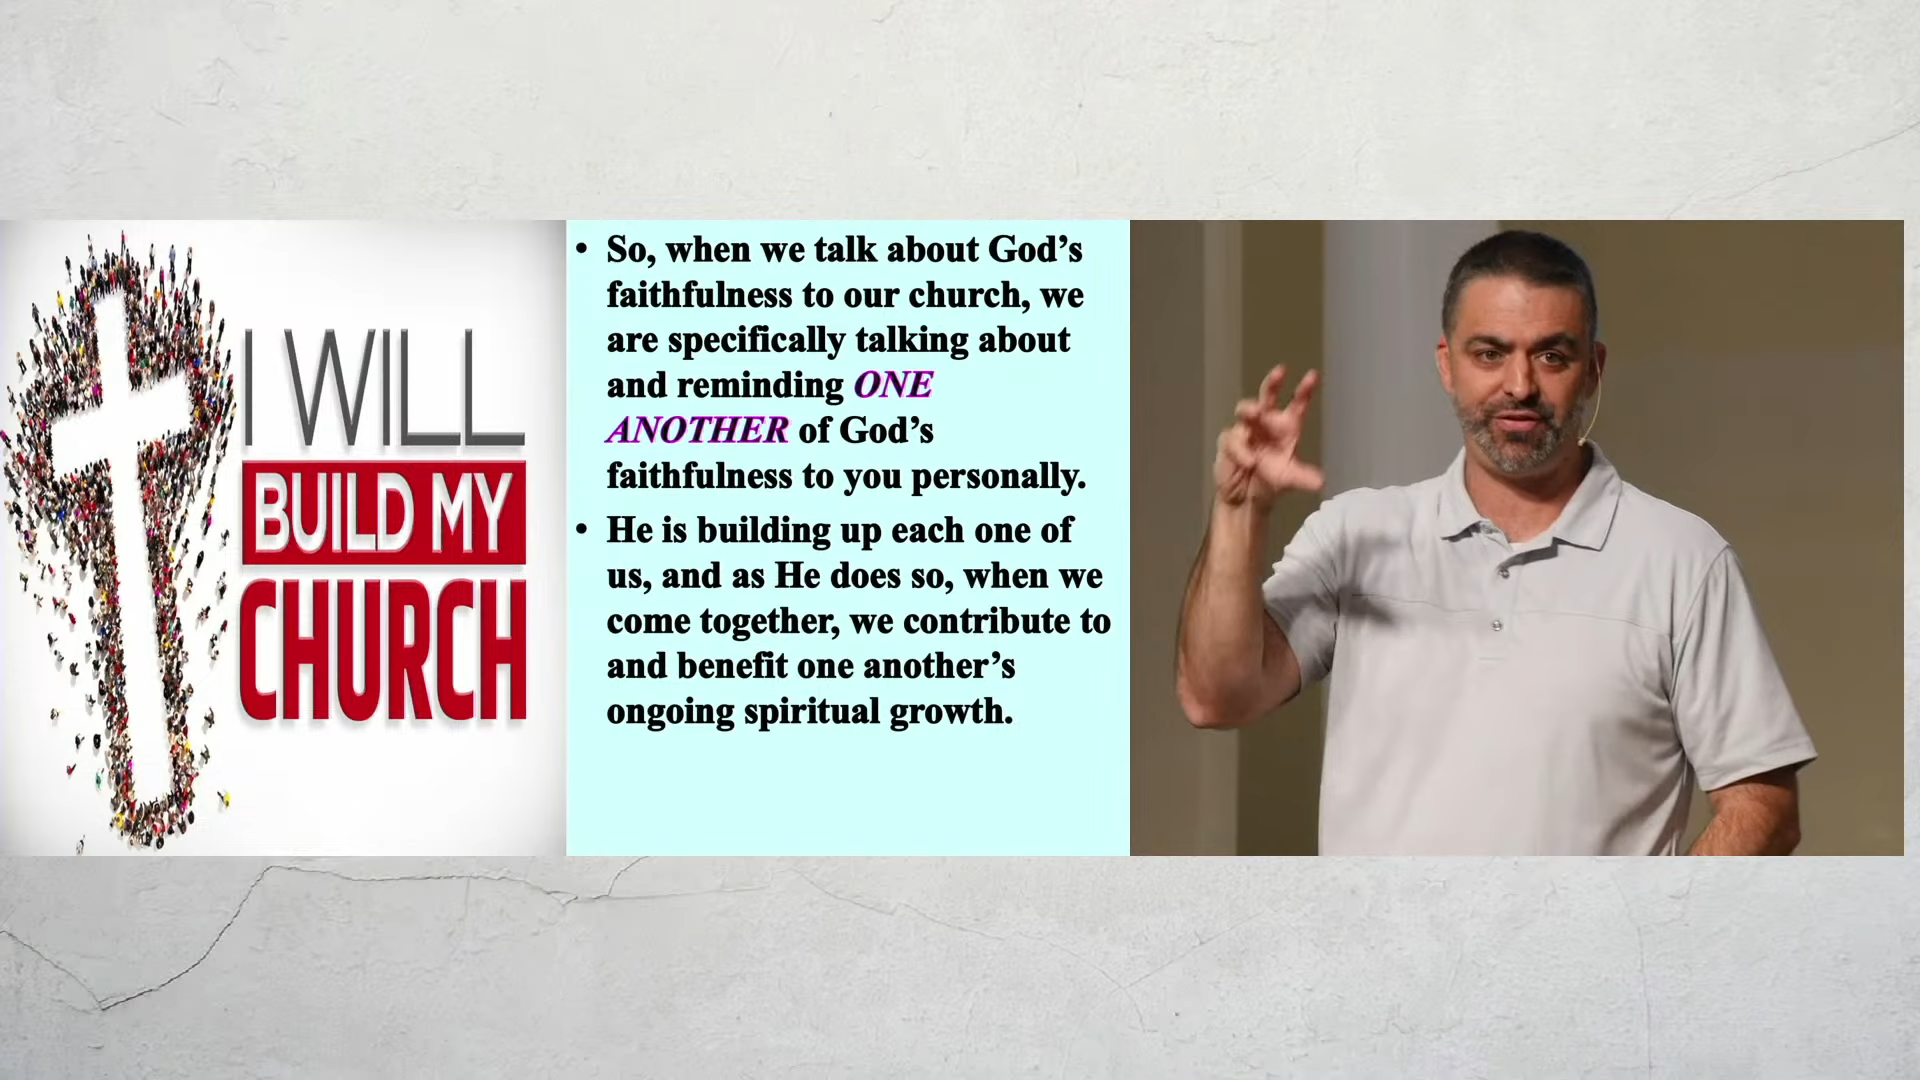 I WILL
BUILD MY
CHURCH
• So, when we talk about God’s
faithfulness to our church, we
are specifically talking about
and reminding ONE
ANOTHER of God’s
faithfulness to you personally.
• He is building up each one of
us, and as He does so, when we
come together, we contribute to
and benefit one another’s
ongoing spiritual growth.